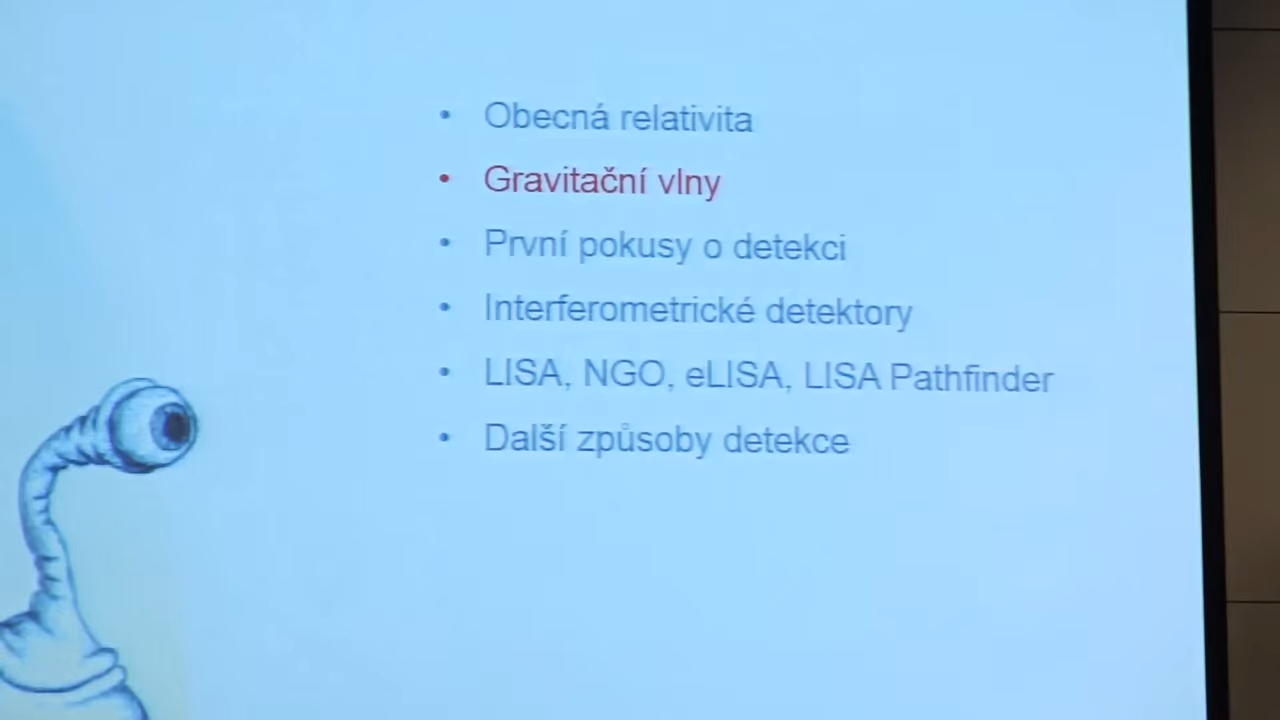 • Obecná relativita
• Gravitační vlny
• První pokusy o detekci
• Interferometrické detektory
• LISA, NGO, eLISA, LISA Pathfinder
• Další způsoby detekce